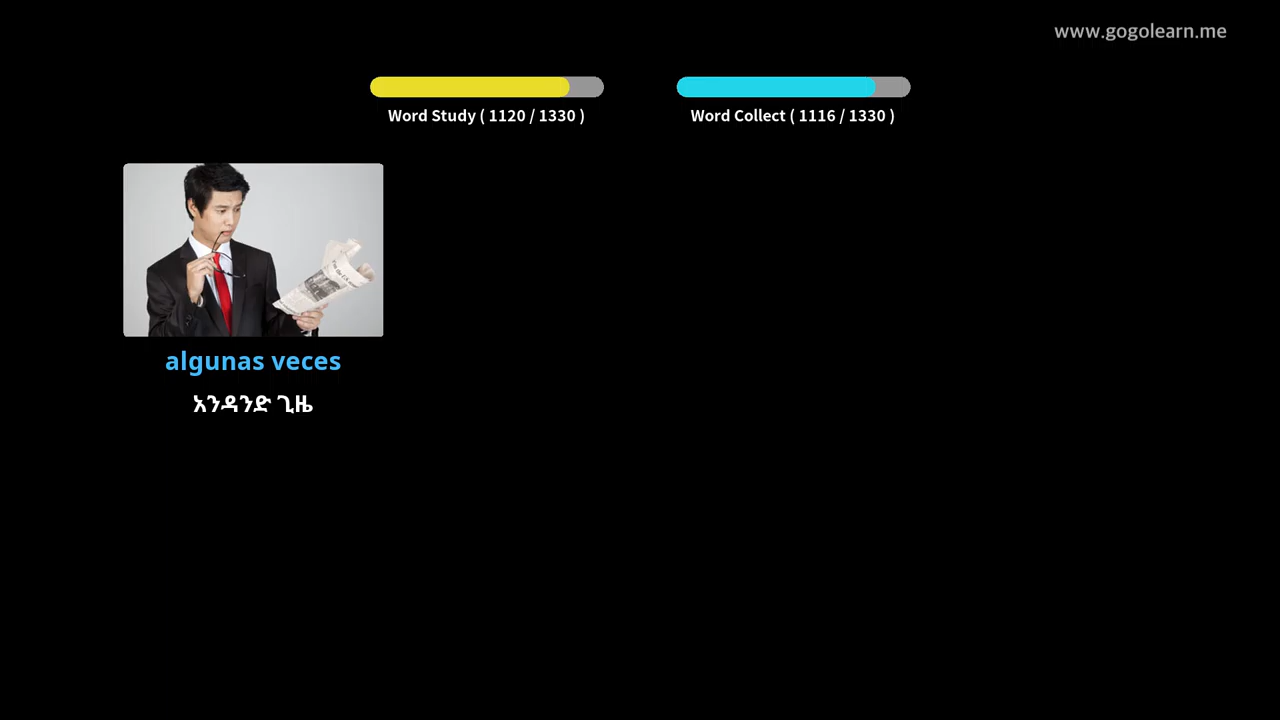 www.gogolearn.me
Word Study ( 1120 / 1330 )
Word Collect ( 1116 / 1330 )
algunas veces
አንዳንድ ጊዜ